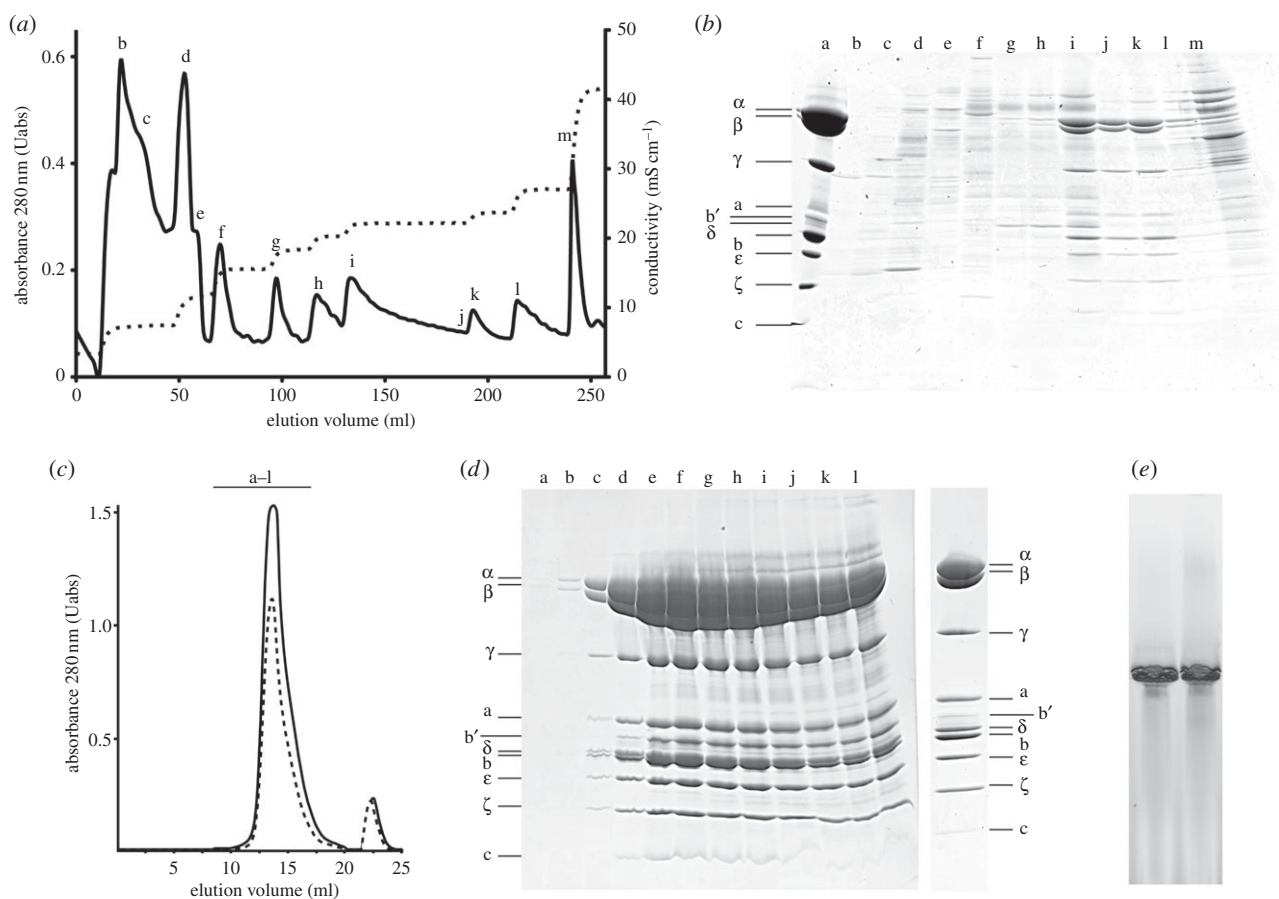 (a)
b
c
d
e
f
g
h
i
j
k
l
m
0.6
0.4
0.2
0
50
40
30
20
10
0
0
50
100
150
200
250
absorbance 280 nm (Uabs)
conductivity (mS cm⁻¹)
elution volume (ml)
(b)
a b c d e f g h i j k l m
α
β
γ
a
b′
δ
b
ε
ζ
c
(c)
a–l
1.5
1.0
0.5
5 10 15 20 25
absorbance 280 nm (Uabs)
elution volume (ml)
(d)
a b c d e f g h i j k l
α
β
γ
a
b′
δ
b
ε
ζ
c
α
β
γ
a
b′
δ
b
ε
ζ
c
(e)